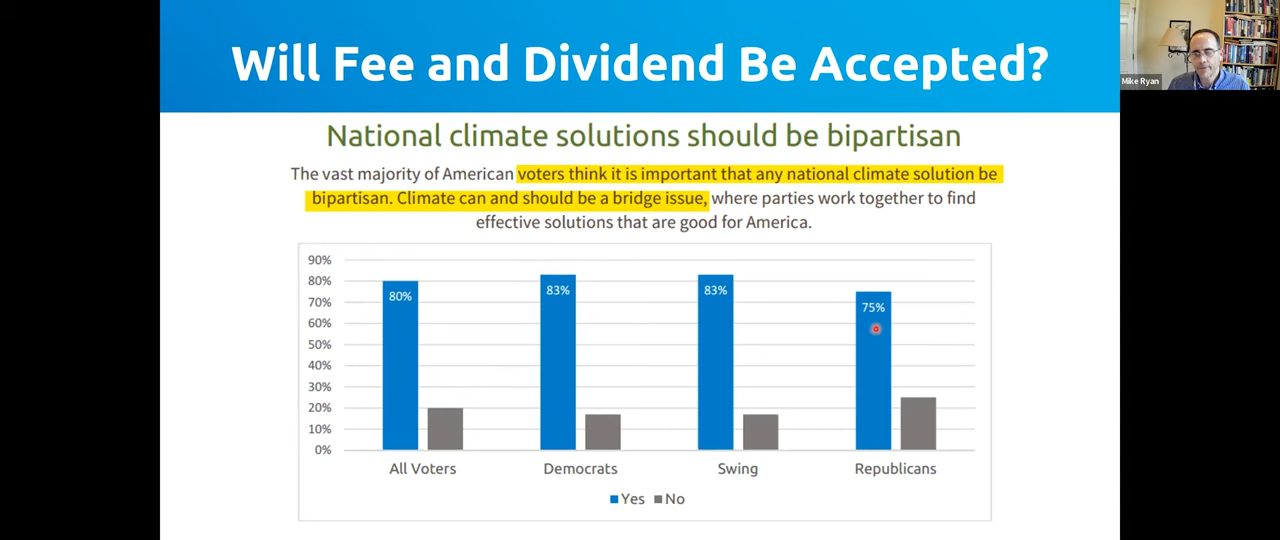 Will Fee and Dividend Be Accepted?
Mike Ryan
National climate solutions should be bipartisan
The vast majority of American voters think it is important that any national climate solution be
bipartisan. Climate can and should be a bridge issue, where parties work together to find
effective solutions that are good for America.
90%
80%
70%
60%
50%
40%
30%
20%
10%
0%
80%
83%
83%
75%
All Voters
Democrats
Swing
Republicans
Yes
No